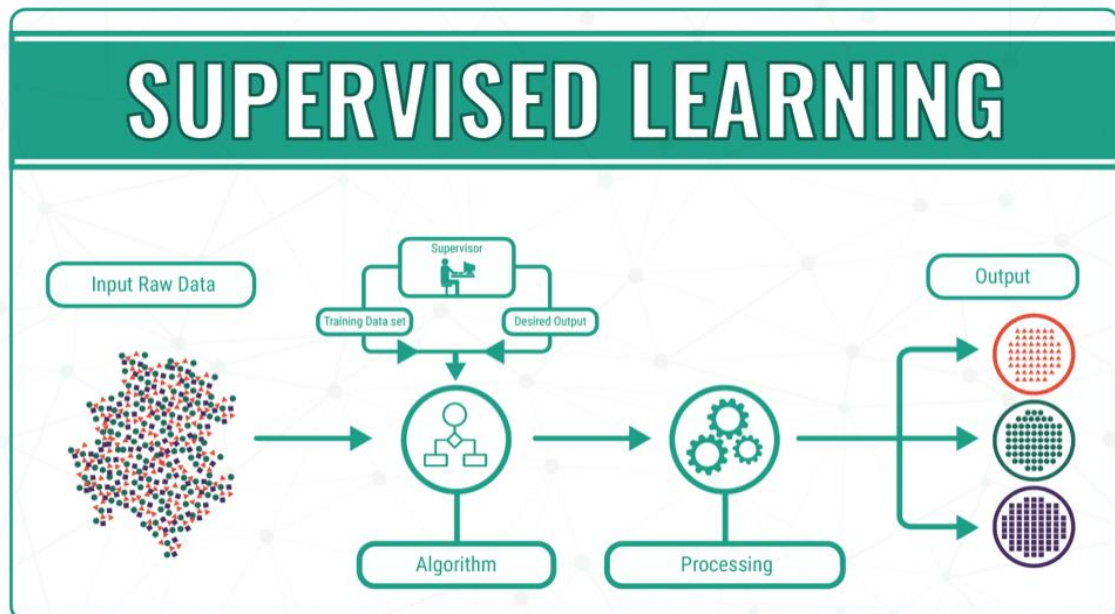 SUPERVISED LEARNING
Input Raw Data
Supervisor
Training Data set
Desired Output
Algorithm
Processing
Output